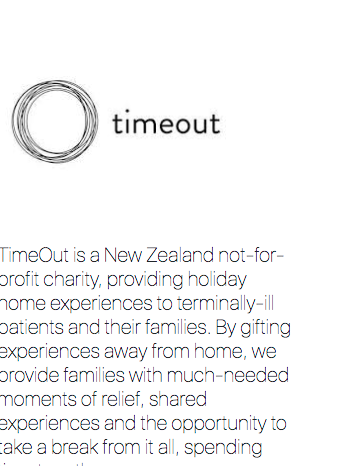 timeout
TimeOut is a New Zealand not-for-
profit charity, providing holiday
home experiences to terminally-ill
patients and their families. By gifting
experiences away from home, we
provide families with much-needed
moments of relief, shared
experiences and the opportunity to
take a break from it all, spending